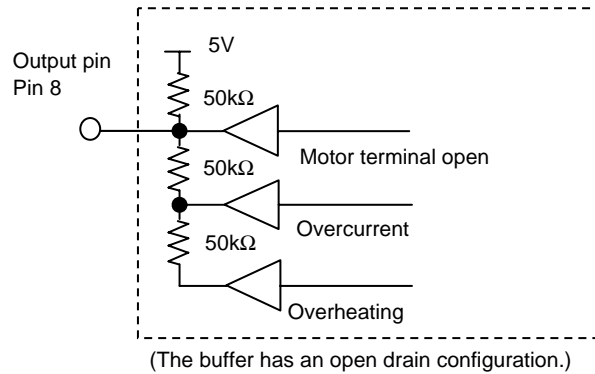 5V
Output pin
Pin 8
50kΩ
Motor terminal open
50kΩ
Overcurrent
50kΩ
Overheating
(The buffer has an open drain configuration.)